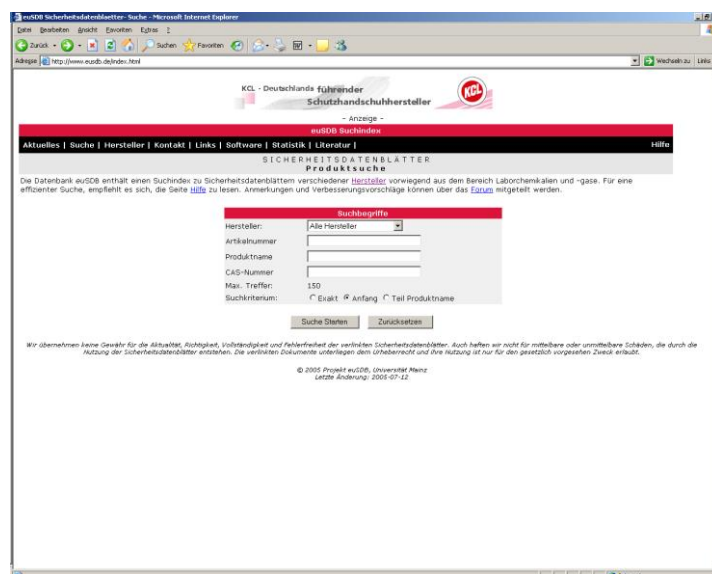 euSDB Sicherheitsdatenblaetter- Suche - Microsoft Internet Explorer
Datei Bearbeiten Ansicht Favoriten Extras ?
Zurück Suchen Favoriten
Adresse http://www.eusdb.de/index.html Wechseln zu Links
KCL - Deutschlands führender
Schutzhandschuhhersteller
KCL
- Anzeige -
euSDB Suchindex
Aktuelles | Suche | Hersteller | Kontakt | Links | Software | Statistik | Literatur | Hilfe
SICHERHEITSDATENBLÄTTER
Produktsuche
Die Datenbank euSDB enthält einen Suchindex zu Sicherheitsdatenblättern verschiedener Hersteller vorwiegend aus dem Bereich Laborchemikalien und -gase. Für eine
effizienter Suche, empfiehlt es sich, die Seite Hilfe zu lesen. Anmerkungen und Verbesserungsvorschläge können über das Forum mitgeteilt werden.
Suchbegriffe
Hersteller: Alle Hersteller
Artikelnummer
Produktname
CAS-Nummer
Max. Treffer: 150
Suchkriterium: Exakt Anfang Teil Produktname
Suche Starten Zurücksetzen
Wir übernehmen keine Gewähr für die Aktualität, Richtigkeit, Vollständigkeit und Fehlerfreiheit der verlinkten Sicherheitsdatenblätter. Auch haften wir nicht für mittelbare oder unmittelbare Schäden, die durch die
Nutzung der Sicherheitsdatenblätter entstehen. Die verlinkten Dokumente unterliegen dem Urheberrecht und ihre Nutzung ist nur für den gesetzlich vorgesehen Zweck erlaubt.
© 2005 Projekt euSDB, Universität Mainz
Letzte Änderung: 2005-07-12